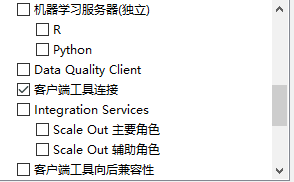 机器学习服务器(独立)
R
Python
Data Quality Client
客户端工具连接
Integration Services
Scale Out 主要角色
Scale Out 辅助角色
客户端工具向后兼容性